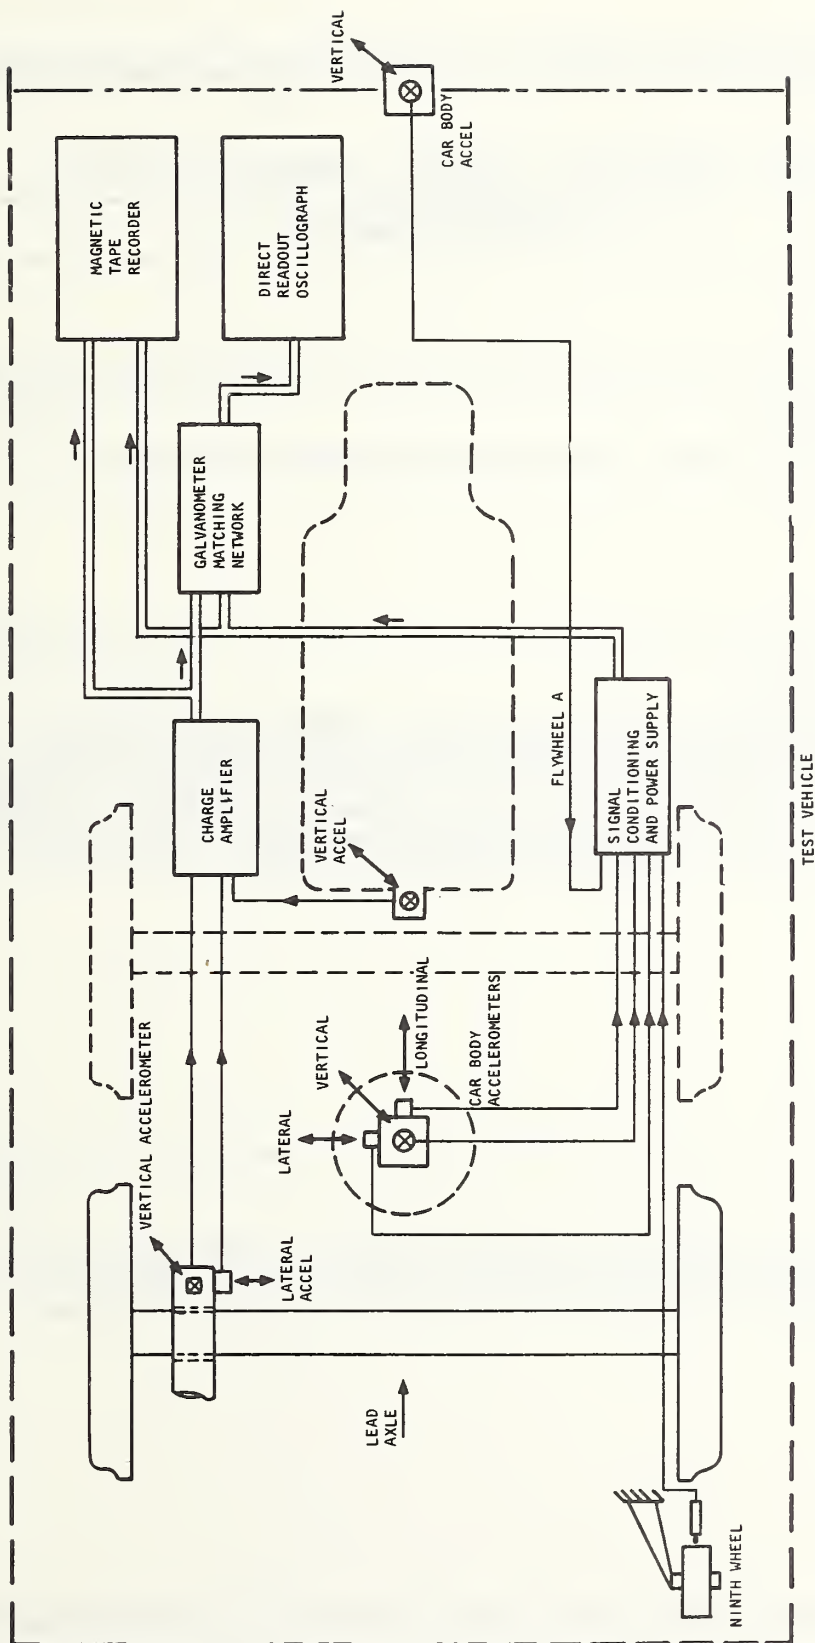 VERTICAL
CAR BODY
ACCEL
MAGNETIC
TAPE
RECORDER
DIRECT
READOUT
OSCILLOGRAPH
GALVANOMETER
MATCHING
NETWORK
CHARGE
AMPLIFIER
VERTICAL
ACCEL
FLYWHEEL A
SIGNAL
CONDITIONING
AND POWER SUPPLY
TEST VEHICLE
VERTICAL ACCELEROMETER
LATERAL
ACCEL
LATERAL
VERTICAL
LONGITUDINAL
CAR BODY
ACCELEROMETERS
LEAD
AXLE
NINTH WHEEL